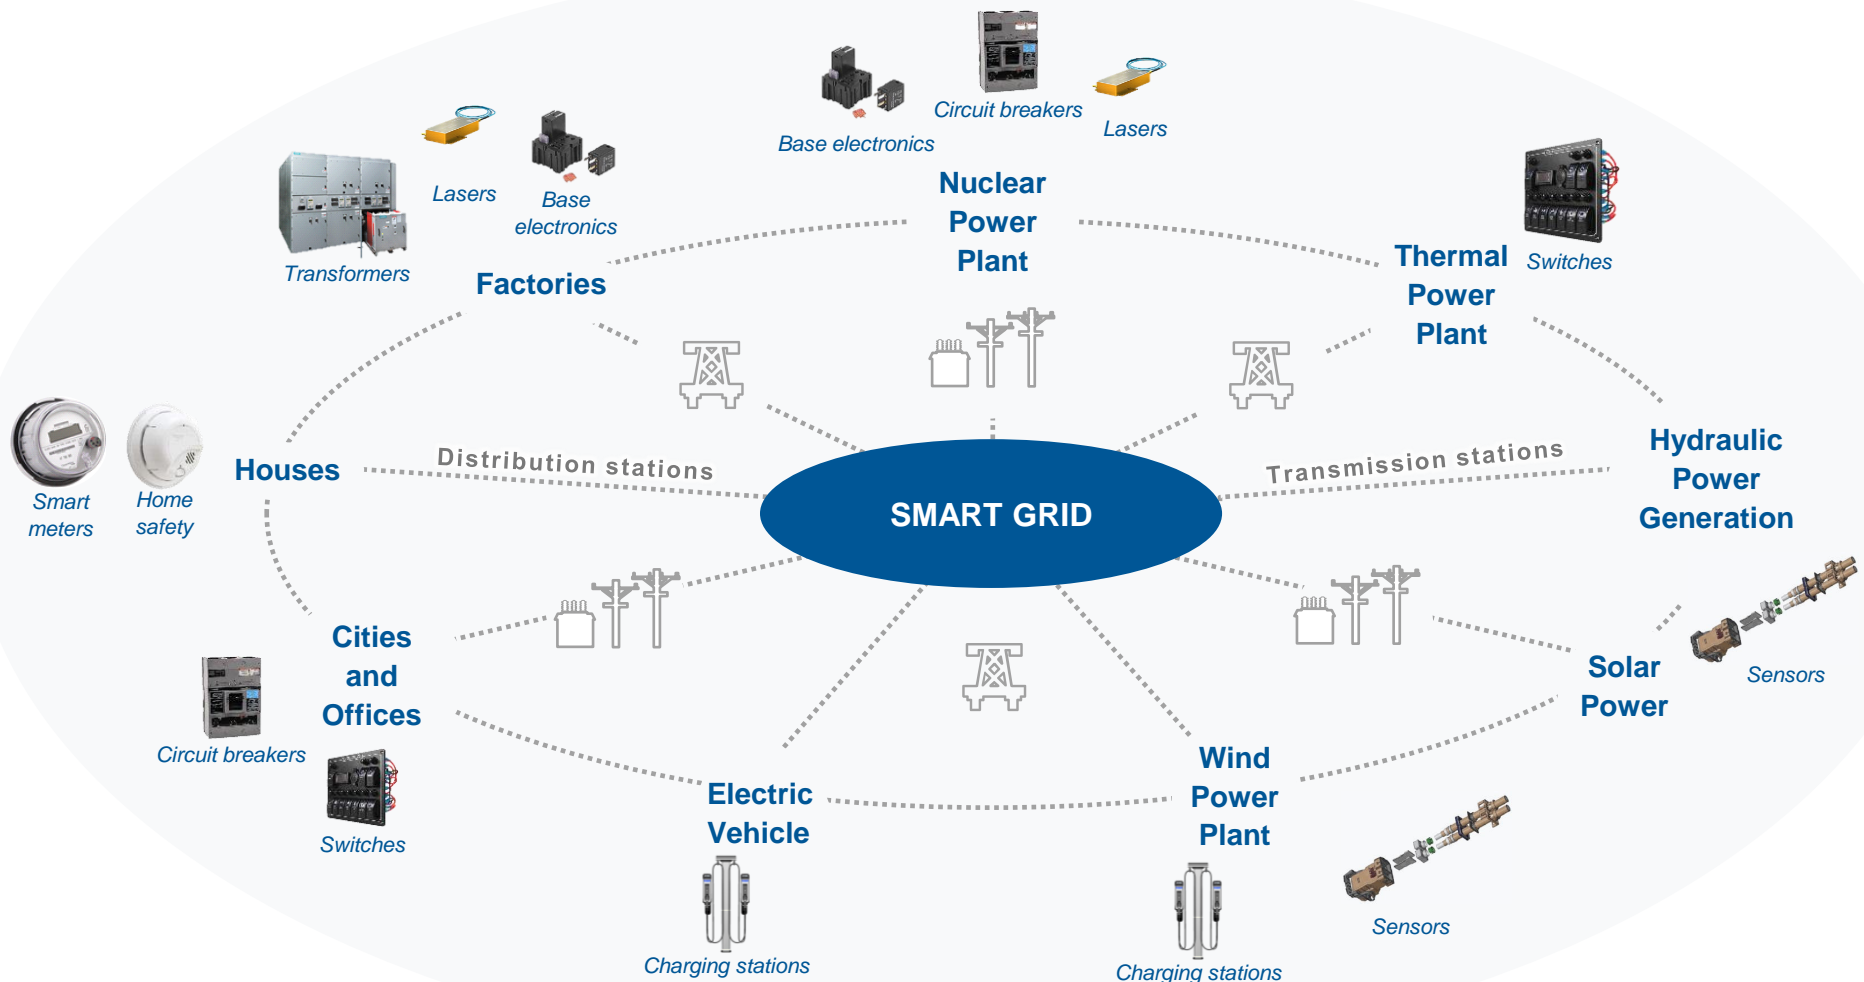 Circuit breakers
Lasers
Base electronics
Nuclear
Power
Plant
Lasers
Base
electronics
Transformers
Factories
Thermal
Power
Plant
Switches
Smart
meters
Home
safety
Houses
Distribution stations
SMART GRID
Transmission stations
Hydraulic
Power
Generation
Cities
and
Offices
Circuit breakers
Switches
Electric
Vehicle
Charging stations
Wind
Power
Plant
Charging stations
Sensors
Solar
Power
Sensors